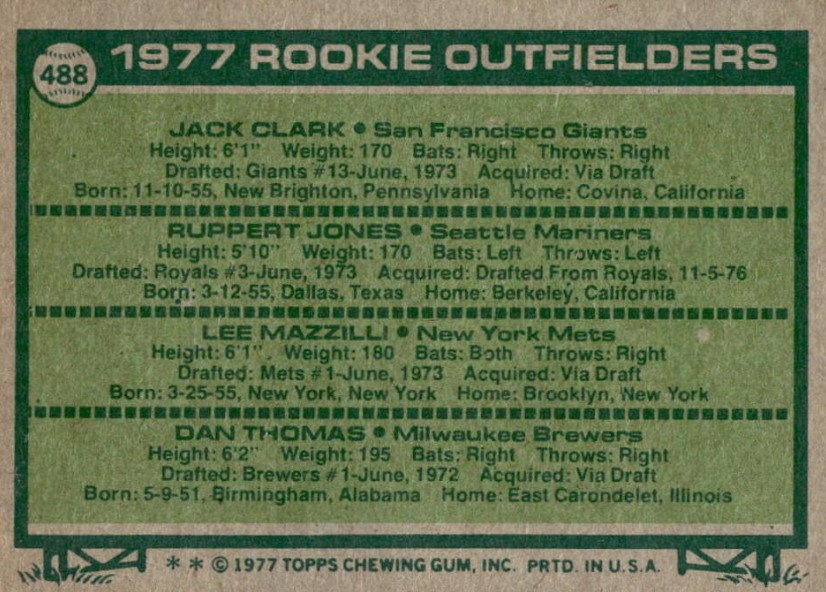 488
1977 ROOKIE OUTFIELDERS
JACK CLARK • San Francisco Giants
Height: 6'1" Weight: 170 Bats: Right Throws: Right
Drafted: Giants #13-June, 1973 Acquired: Via Draft
Born: 11-10-55, New Brighton, Pennsylvania Home: Covina, California
RUPPERT JONES • Seattle Mariners
Height: 5'10" Weight: 170 Bats: Left Throws: Left
Drafted: Royals #3-June, 1973 Acquired: Drafted From Royals, 11-5-76
Born: 3-12-55, Dallas, Texas Home: Berkeley, California
LEE MAZZILLI • New York Mets
Height: 6'1" Weight: 180 Bats: Both Throws: Right
Drafted: Mets #1-June, 1973 Acquired: Via Draft
Born: 3-25-55, New York, New York Home: Brooklyn, New York
DAN THOMAS • Milwaukee Brewers
Height: 6'2" Weight: 195 Bats: Right Throws: Right
Drafted: Brewers #1-June, 1972 Acquired: Via Draft
Born: 5-9-51, Birmingham, Alabama Home: East Carondelet, Illinois
* * © 1977 TOPPS CHEWING GUM, INC. PRTD. IN U.S.A.